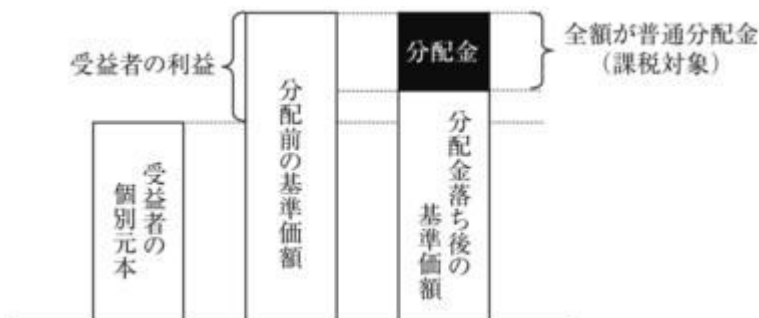 受益者の利益
受益者の
個別元本
分配前の基準価額
分配金
分配金落ち後の
基準価額
全額が普通分配金
（課税対象）